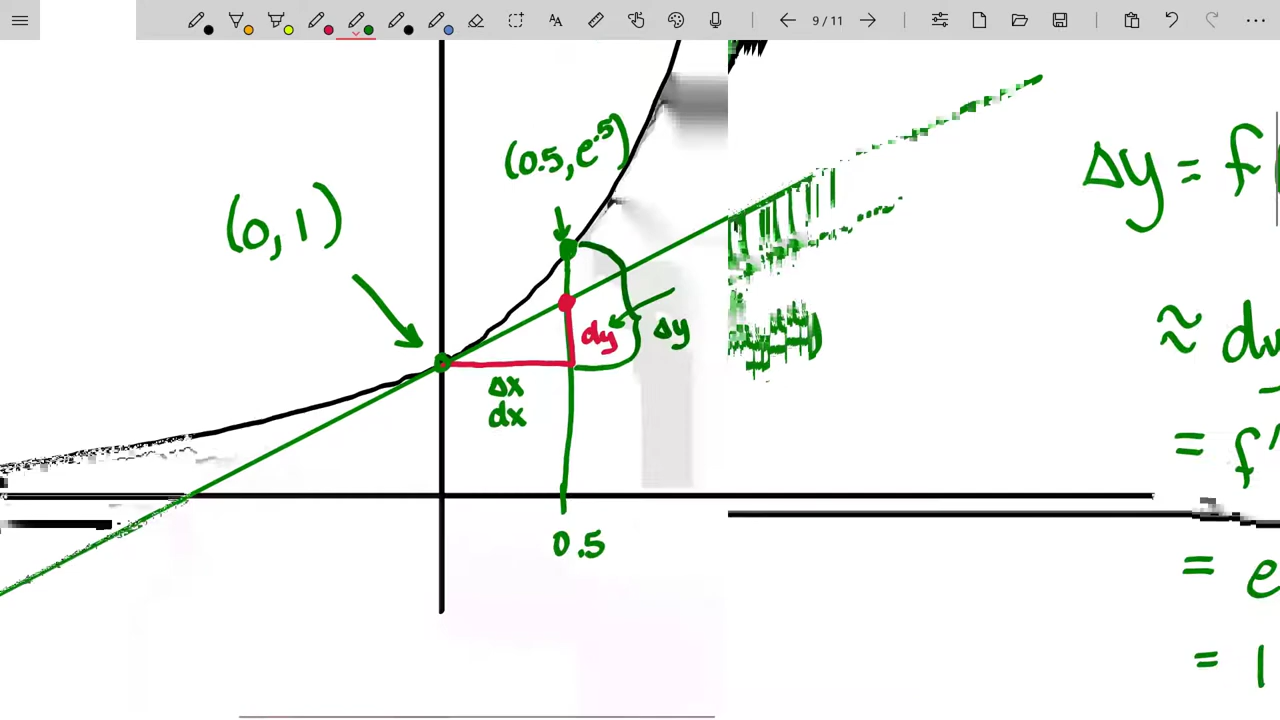 9 / 11
(0.5, e^.5)
(0, 1)
Δy = f(
dy
Δy
Δx
dx
≈ dy
= f'
0.5
= e
= 1